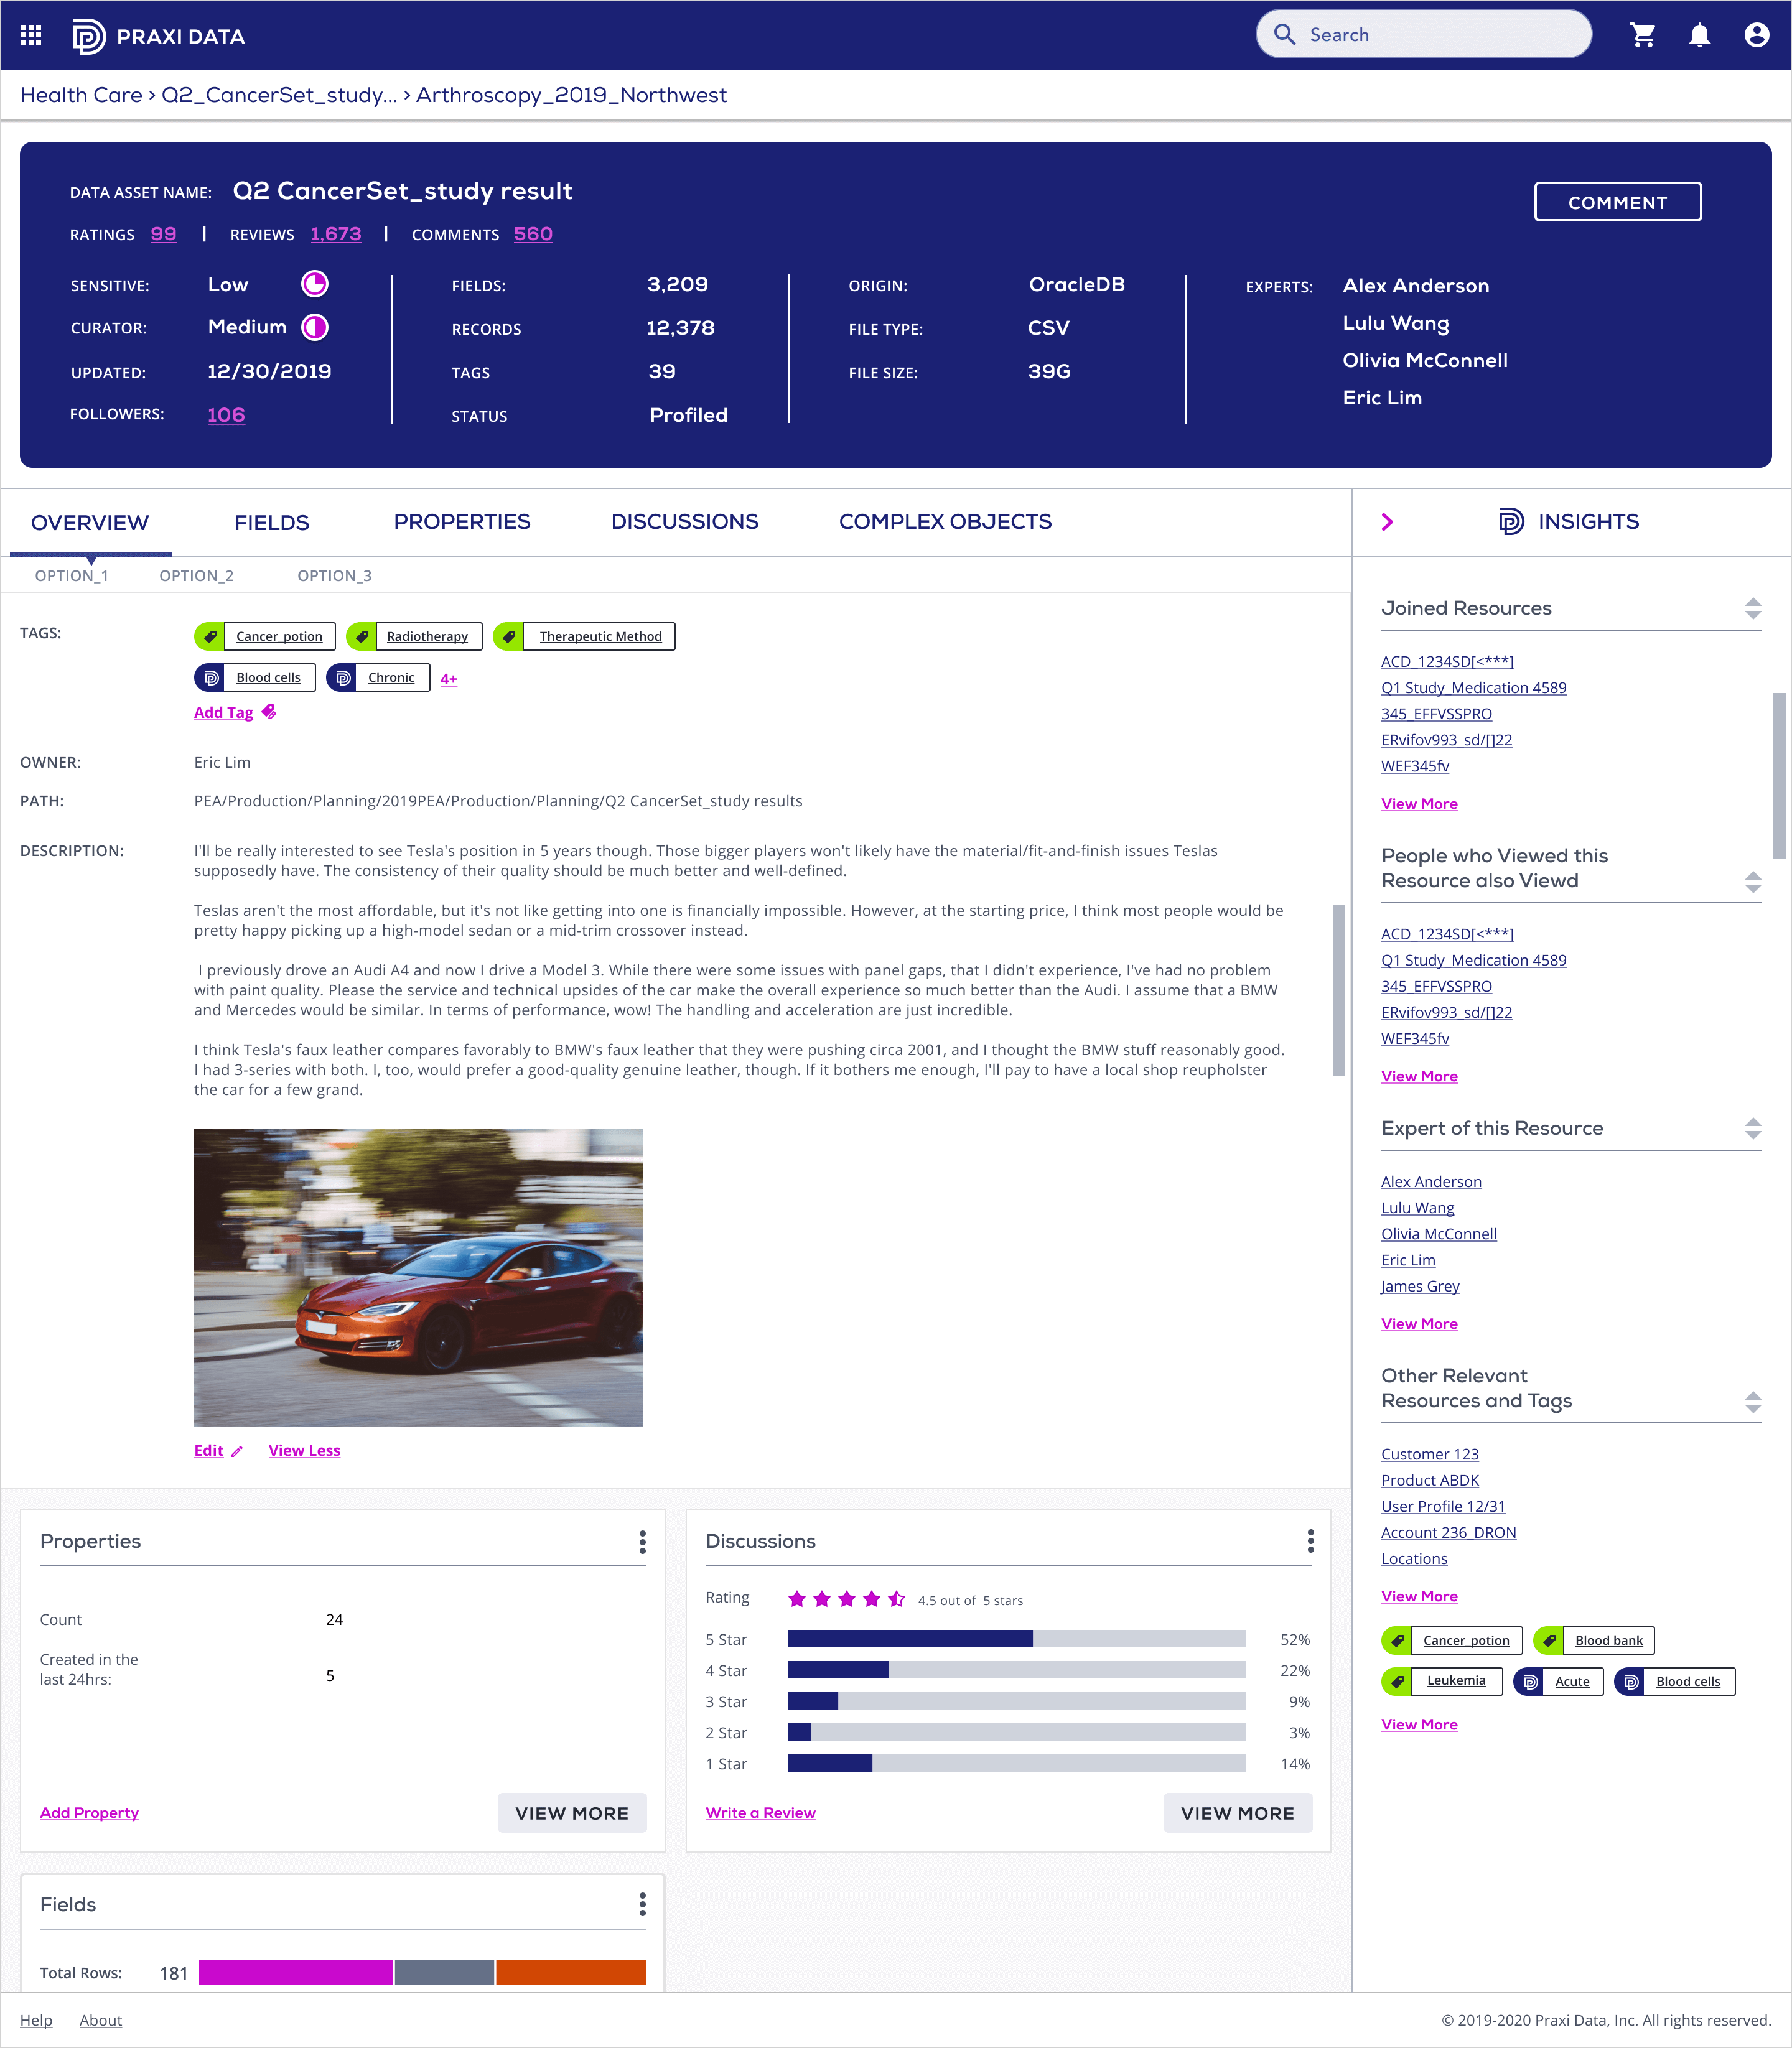 PRAXI DATA
Search
Health Care › Q2_CancerSet_study... › Arthroscopy_2019_Northwest
DATA ASSET NAME: Q2 CancerSet_study result
COMMENT
RATINGS 99 | REVIEWS 1,673 | COMMENTS 560
SENSITIVE: Low
CURATOR: Medium
UPDATED: 12/30/2019
FOLLOWERS: 106
FIELDS: 3,209
RECORDS 12,378
TAGS 39
STATUS Profiled
ORIGIN: OracleDB
FILE TYPE: CSV
FILE SIZE: 39G
EXPERTS: Alex Anderson
Lulu Wang
Olivia McConnell
Eric Lim
OVERVIEW FIELDS PROPERTIES DISCUSSIONS COMPLEX OBJECTS
OPTION_1 OPTION_2 OPTION_3
TAGS: Cancer_potion Radiotherapy Therapeutic Method
Blood cells Chronic 4+
Add Tag
OWNER: Eric Lim
PATH: PEA/Production/Planning/2019PEA/Production/Planning/Q2 CancerSet_study results
DESCRIPTION: I'll be really interested to see Tesla's position in 5 years though. Those bigger players won't likely have the material/fit-and-finish issues Teslas
supposedly have. The consistency of their quality should be much better and well-defined.
Teslas aren't the most affordable, but it's not like getting into one is financially impossible. However, at the starting price, I think most people would be
pretty happy picking up a high-model sedan or a mid-trim crossover instead.
I previously drove an Audi A4 and now I drive a Model 3. While there were some issues with panel gaps, that I didn't experience, I've had no problem
with paint quality. Please the service and technical upsides of the car make the overall experience so much better than the Audi. I assume that a BMW
and Mercedes would be similar. In terms of performance, wow! The handling and acceleration are just incredible.
I think Tesla's faux leather compares favorably to BMW's faux leather that they were pushing circa 2001, and I thought the BMW stuff reasonably good.
I had 3-series with both. I, too, would prefer a good-quality genuine leather, though. If it bothers me enough, I'll pay to have a local shop reupholster
the car for a few grand.
Edit View Less
Properties
Count 24
Created in the
last 24hrs: 5
Add Property VIEW MORE
Discussions
Rating 4.5 out of 5 stars
5 Star 52%
4 Star 22%
3 Star 9%
2 Star 3%
1 Star 14%
Write a Review VIEW MORE
Fields
Total Rows: 181
INSIGHTS
Joined Resources
ACD_1234SD[<***]
Q1 Study_Medication 4589
345_EFFVSSPRO
ERvifov993_sd/[]22
WEF345fv
View More
People who Viewed this
Resource also Viewd
ACD_1234SD[<***]
Q1 Study_Medication 4589
345_EFFVSSPRO
ERvifov993_sd/[]22
WEF345fv
View More
Expert of this Resource
Alex Anderson
Lulu Wang
Olivia McConnell
Eric Lim
James Grey
View More
Other Relevant
Resources and Tags
Customer 123
Product ABDK
User Profile 12/31
Account 236_DRON
Locations
View More
Cancer_potion Blood bank
Leukemia Acute Blood cells
View More
Help About
© 2019-2020 Praxi Data, Inc. All rights reserved.